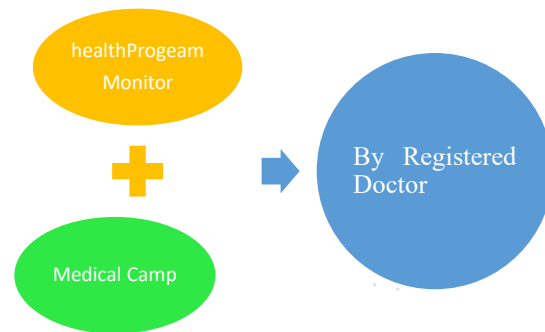 healthProgeam
Monitor
By Registered
Doctor
Medical Camp